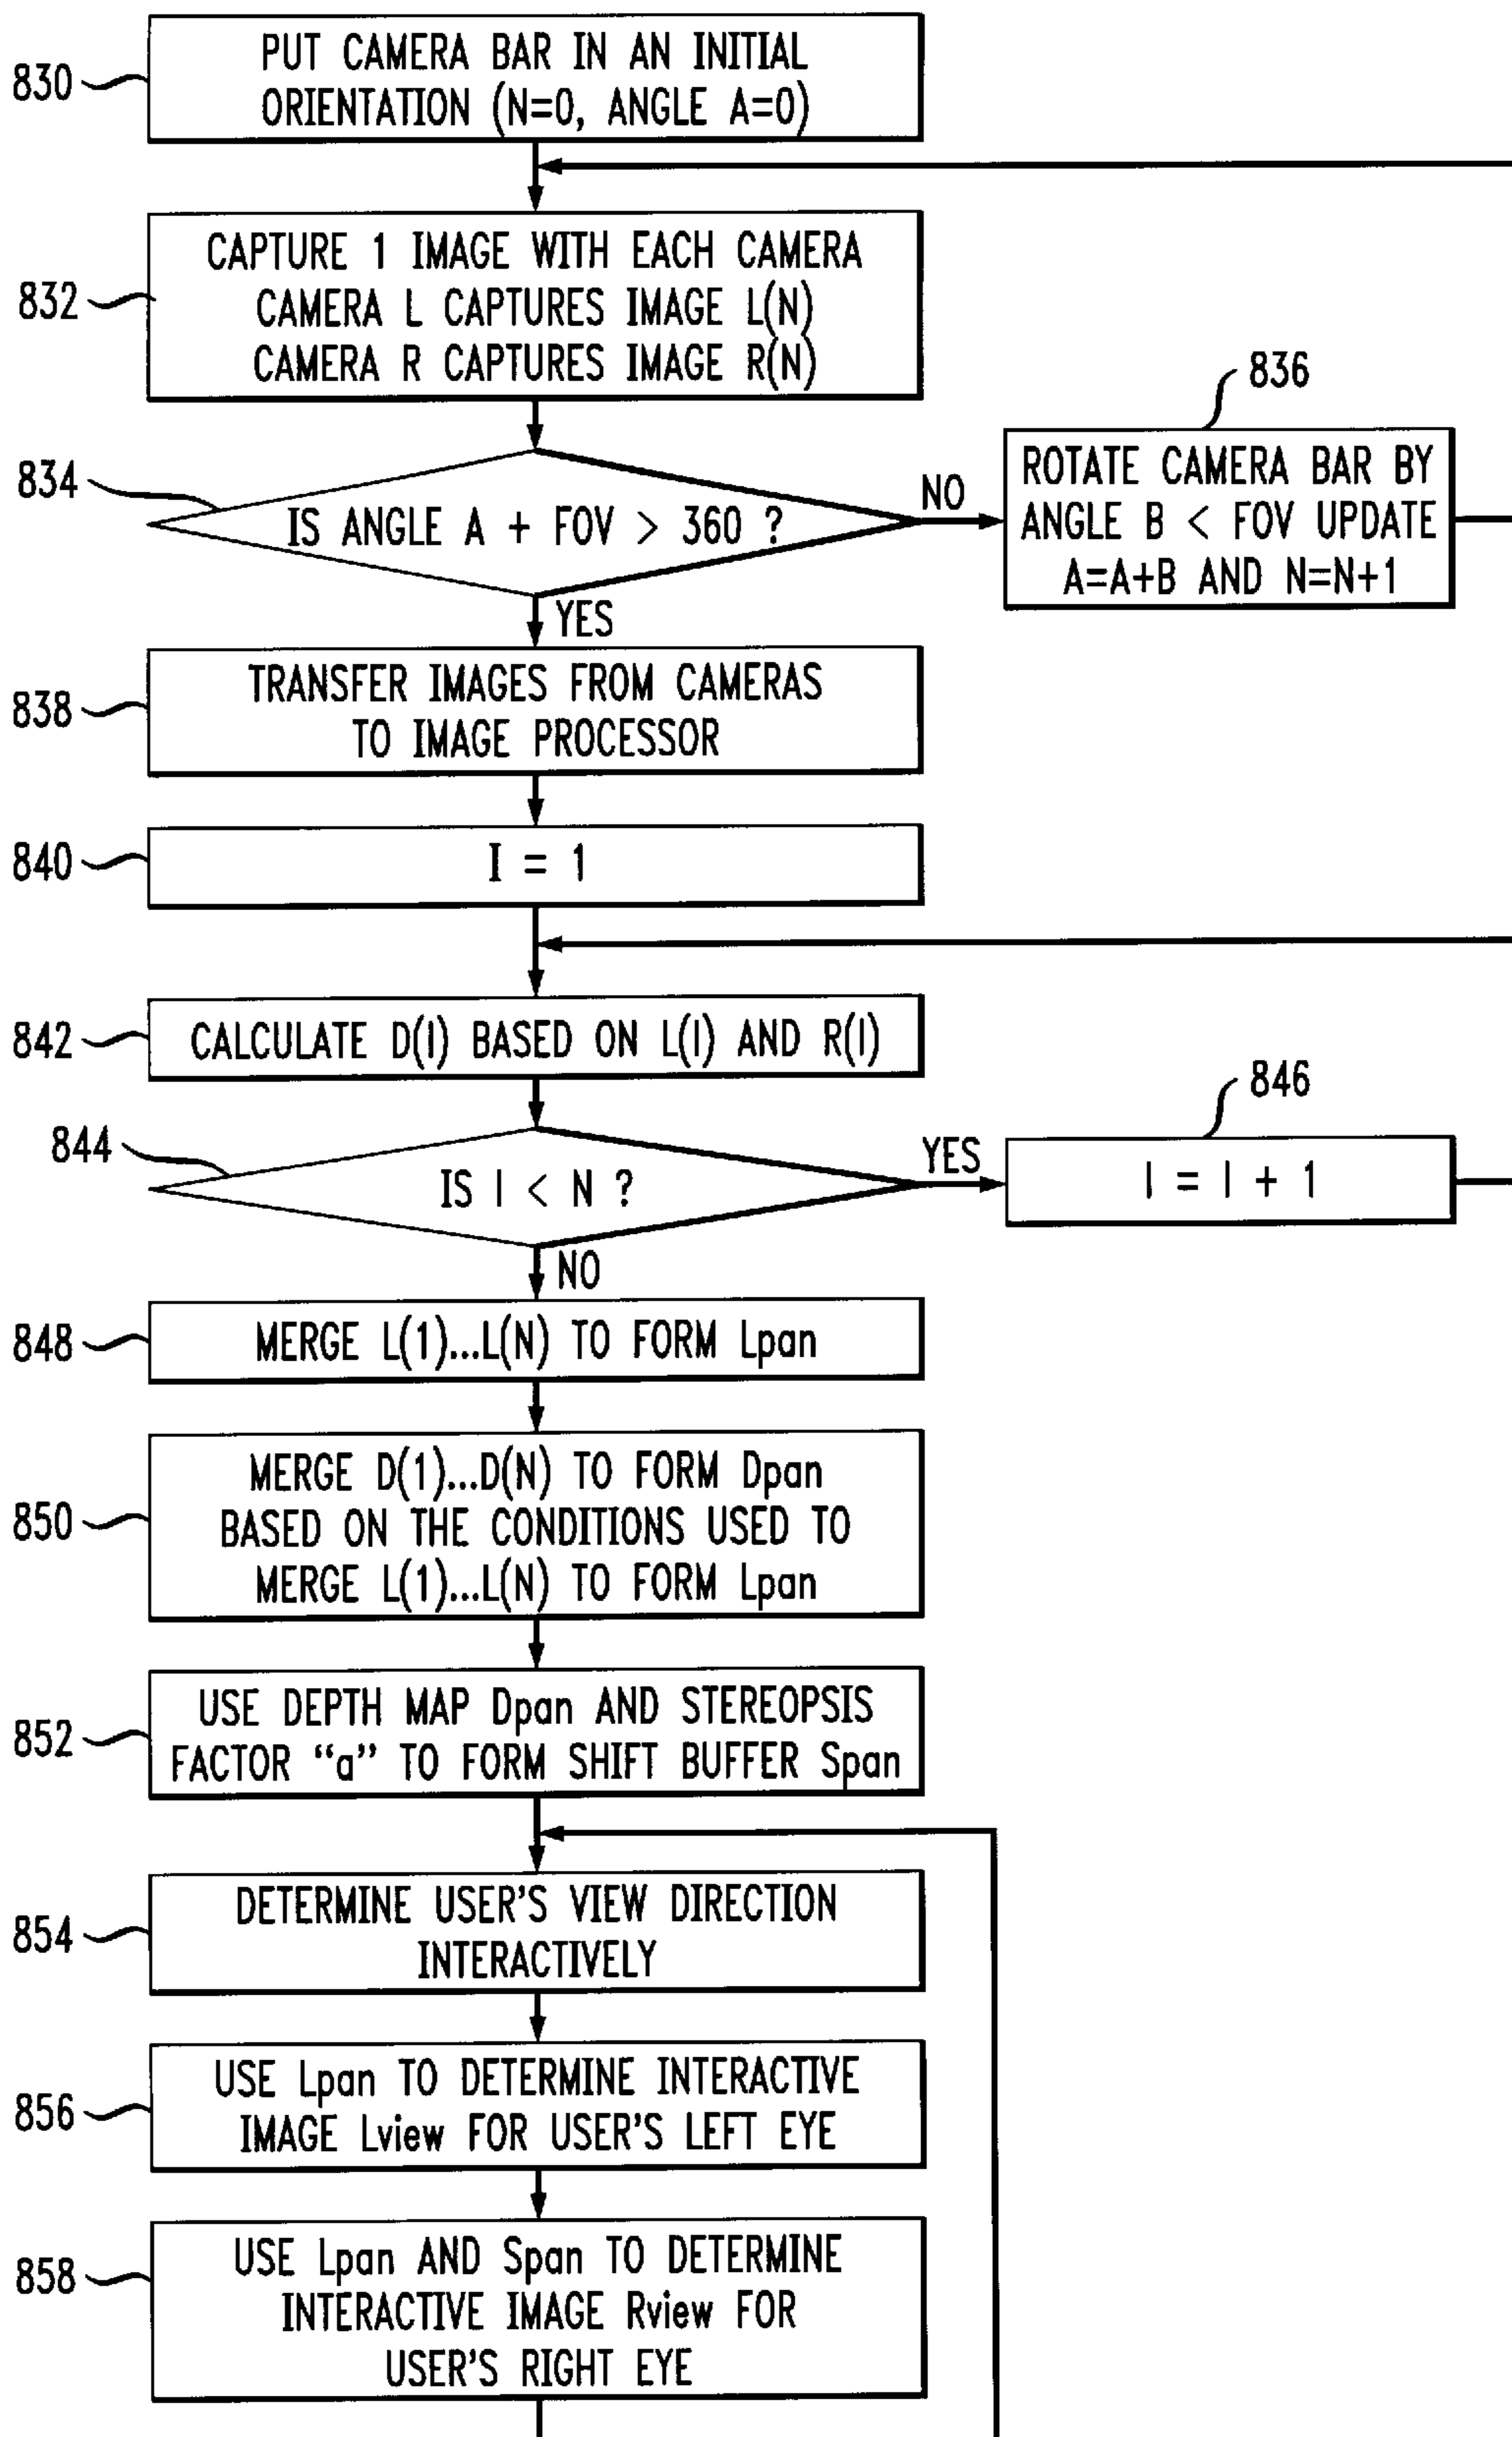 830
PUT CAMERA BAR IN AN INITIAL
ORIENTATION (N=0, ANGLE A=0)
832
CAPTURE 1 IMAGE WITH EACH CAMERA
CAMERA L CAPTURES IMAGE L(N)
CAMERA R CAPTURES IMAGE R(N)
834
IS ANGLE A + FOV > 360 ?
NO
836
ROTATE CAMERA BAR BY
ANGLE B < FOV UPDATE
A=A+B AND N=N+1
YES
838
TRANSFER IMAGES FROM CAMERAS
TO IMAGE PROCESSOR
840
I = 1
842
CALCULATE D(I) BASED ON L(I) AND R(I)
844
IS I < N ?
YES
846
I = I + 1
NO
848
MERGE L(1)...L(N) TO FORM Lpan
850
MERGE D(1)...D(N) TO FORM Dpan
BASED ON THE CONDITIONS USED TO
MERGE L(1)...L(N) TO FORM Lpan
852
USE DEPTH MAP Dpan AND STEREOPSIS
FACTOR “a” TO FORM SHIFT BUFFER Span
854
DETERMINE USER'S VIEW DIRECTION
INTERACTIVELY
856
USE Lpan TO DETERMINE INTERACTIVE
IMAGE Lview FOR USER'S LEFT EYE
858
USE Lpan AND Span TO DETERMINE
INTERACTIVE IMAGE Rview FOR
USER'S RIGHT EYE